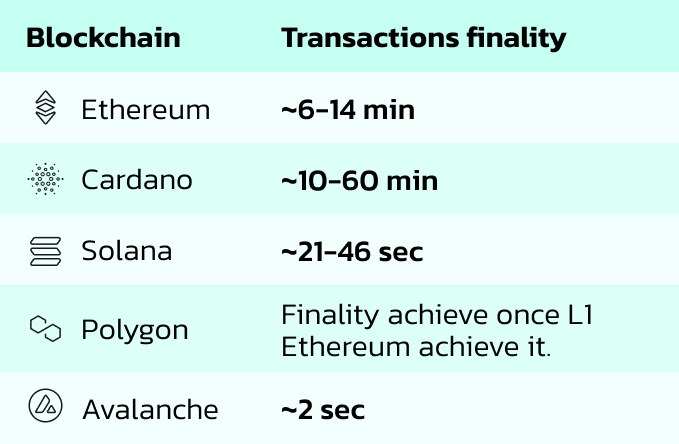 Blockchain Transactions finality
Ethereum ~6-14 min
Cardano ~10-60 min
Solana ~21-46 sec
Polygon Finality achieve once L1
Ethereum achieve it.
Avalanche ~2 sec